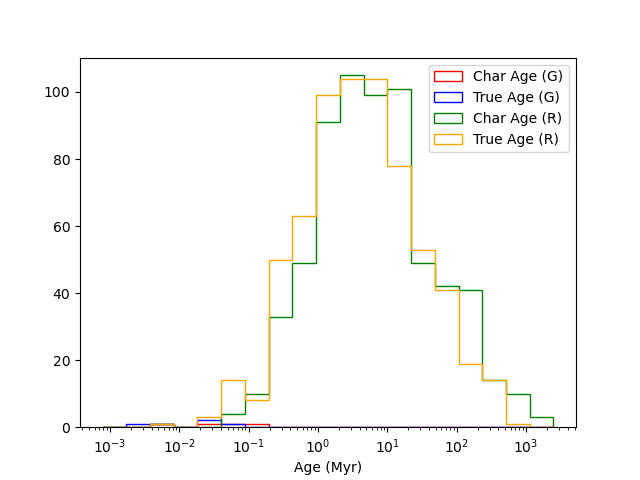 Char Age (G)
True Age (G)
Char Age (R)
True Age (R)
100
80
60
40
20
0
10⁻³ 10⁻² 10⁻¹ 10⁰ 10¹ 10² 10³
Age (Myr)